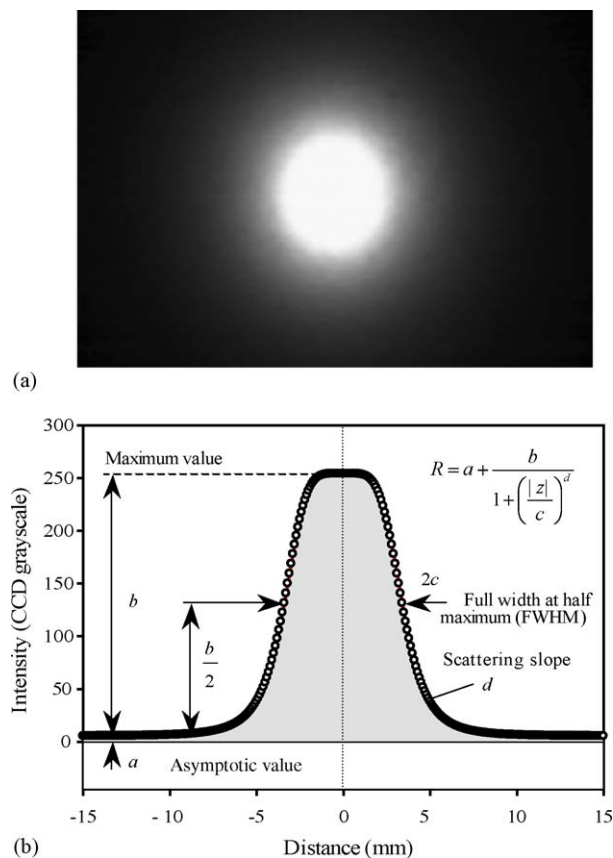 (a)
300
Maximum value
R = a + b / (1 + (|z| / c)^d)
250
200
b
150
2c
Full width at half
maximum (FWHM)
b/2
100
Scattering slope
d
50
0
a
Asymptotic value
-15 -10 -5 0 5 10 15
Distance (mm)
Intensity (CCD grayscale)
(b)